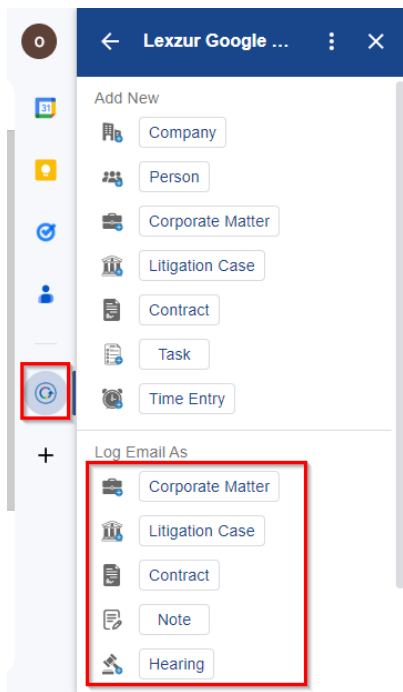 O
Lexzur Google ...
31
Add New
Company
Person
Corporate Matter
Litigation Case
Contract
Task
Time Entry
Log Email As
Corporate Matter
Litigation Case
Contract
Note
Hearing